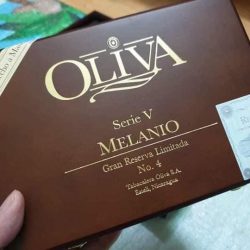 OLIVA
Serie V
MELANIO
Gran Reserva Limitada
No. 4
Tabacalera Oliva S.A.
Estelí, Nicaragua